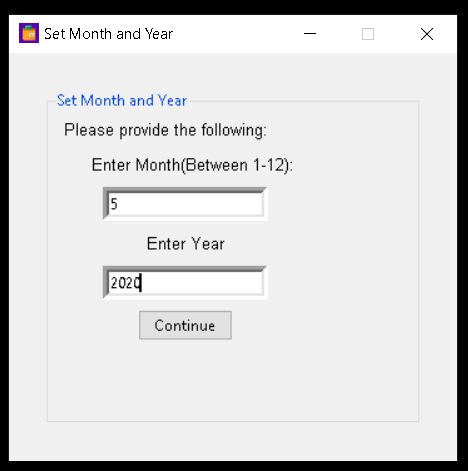 Set Month and Year
Set Month and Year
Please provide the following:
Enter Month(Between 1-12):
5
Enter Year
2020
Continue